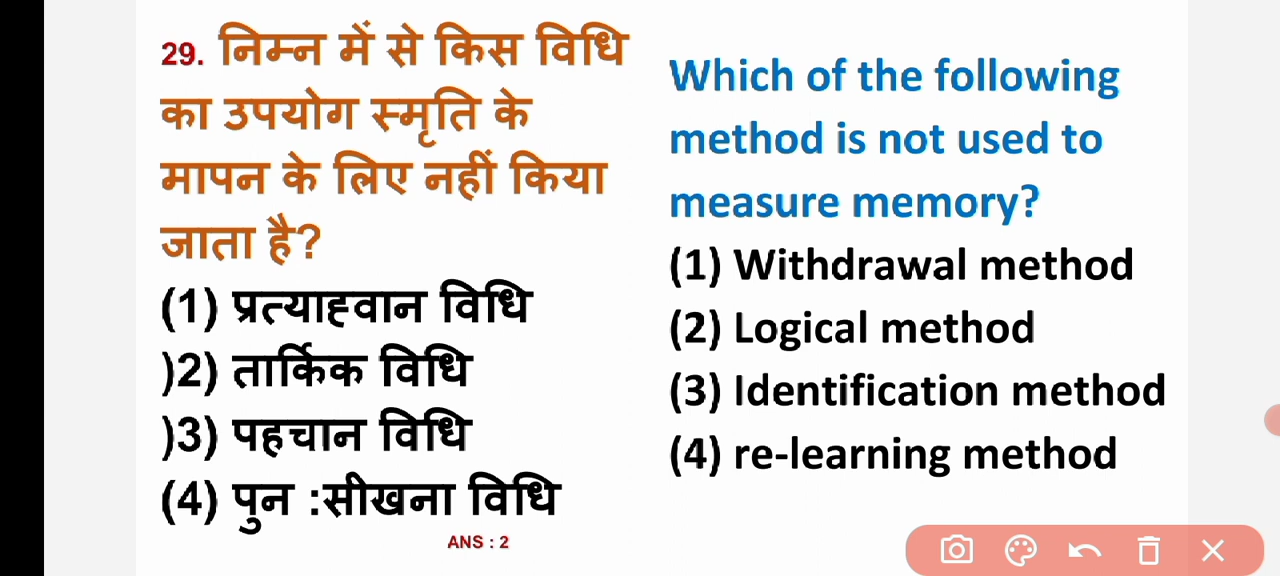 29. निम्न में से किस विधि
का उपयोग स्मृति के
मापन के लिए नहीं किया
जाता है?
(1) प्रत्याह्वान विधि
)2) तार्किक विधि
)3) पहचान विधि
(4) पुन :सीखना विधि
ANS : 2
Which of the following
method is not used to
measure memory?
(1) Withdrawal method
(2) Logical method
(3) Identification method
(4) re-learning method